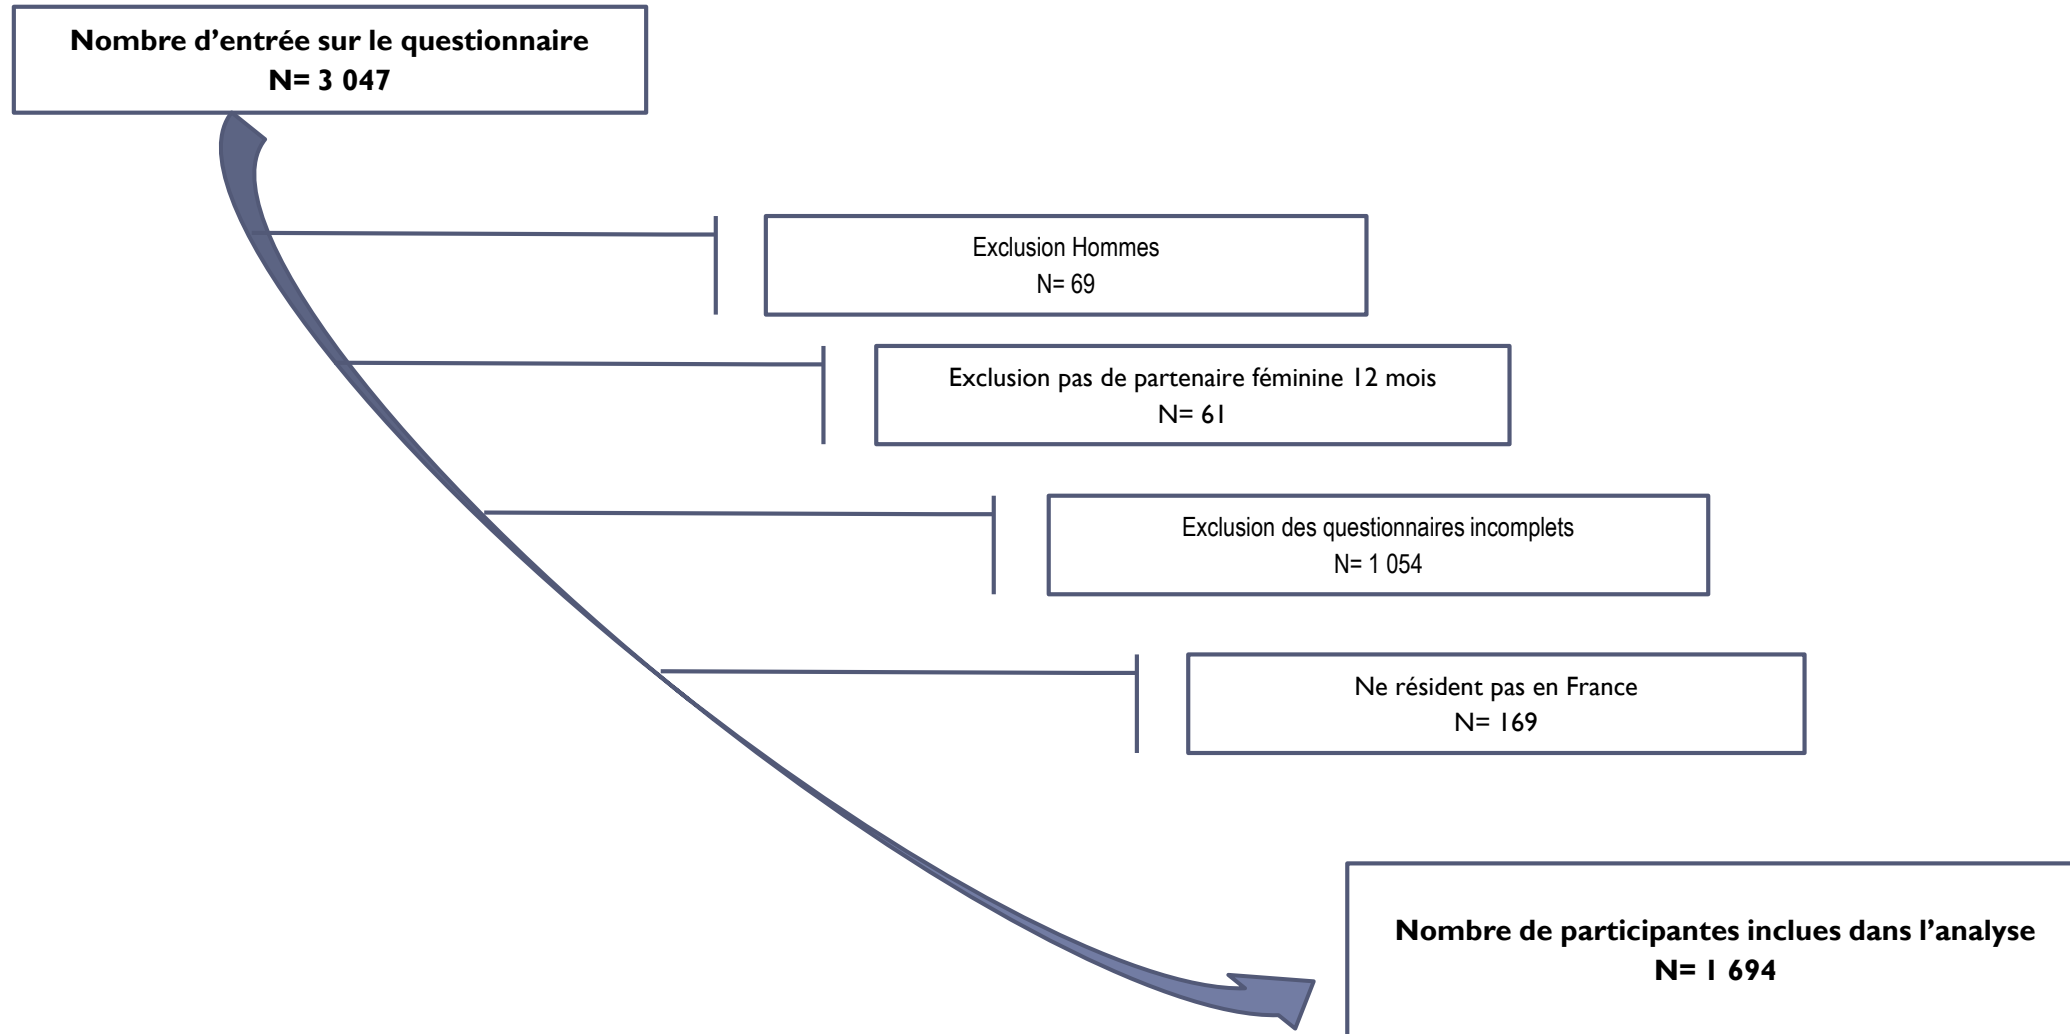 Nombre d’entrée sur le questionnaire
N= 3 047
Exclusion Hommes
N= 69
Exclusion pas de partenaire féminine 12 mois
N= 61
Exclusion des questionnaires incomplets
N= 1 054
Ne résident pas en France
N= 169
Nombre de participantes inclues dans l’analyse
N= 1 694